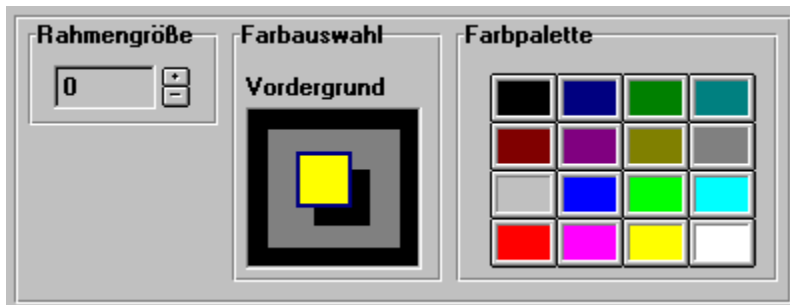 Rahmengröße
0
+
−
Farbauswahl
Vordergrund
Farbpalette